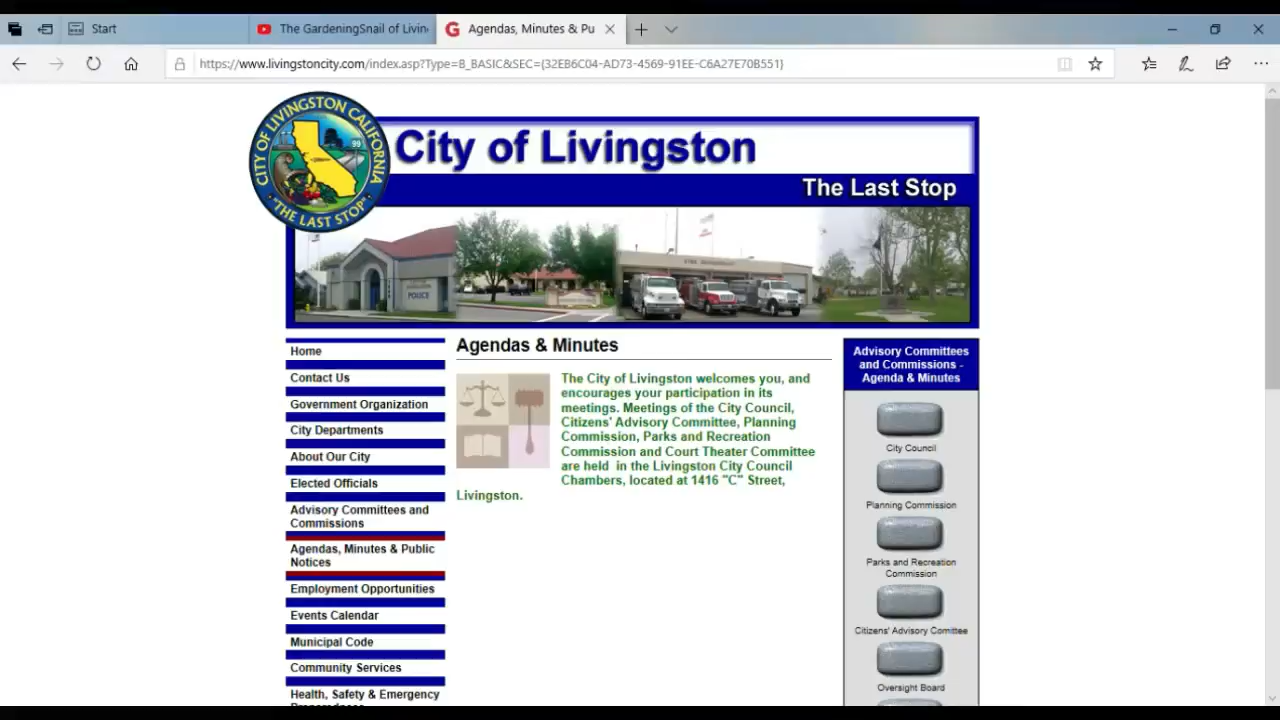 Start
The GardeningSnail of Livin
Agendas, Minutes & Pu
https://www.livingstoncity.com/index.asp?Type=B_BASIC&SEC={32EB6C04-AD73-4569-91EE-C6A27E70B551}
CITY OF LIVINGSTON CALIFORNIA
99
"THE LAST STOP"
City of Livingston
The Last Stop
POLICE
Home
Contact Us
Government Organization
City Departments
About Our City
Elected Officials
Advisory Committees and
Commissions
Agendas, Minutes & Public
Notices
Employment Opportunities
Events Calendar
Municipal Code
Community Services
Health, Safety & Emergency
Agendas & Minutes
The City of Livingston welcomes you, and
encourages your participation in its
meetings. Meetings of the City Council,
Citizens' Advisory Committee, Planning
Commission, Parks and Recreation
Commission and Court Theater Committee
are held in the Livingston City Council
Chambers, located at 1416 "C" Street,
Livingston.
Advisory Committees
and Commissions -
Agenda & Minutes
City Council
Planning Commission
Parks and Recreation
Commission
Citizens' Advisory Comittee
Oversight Board